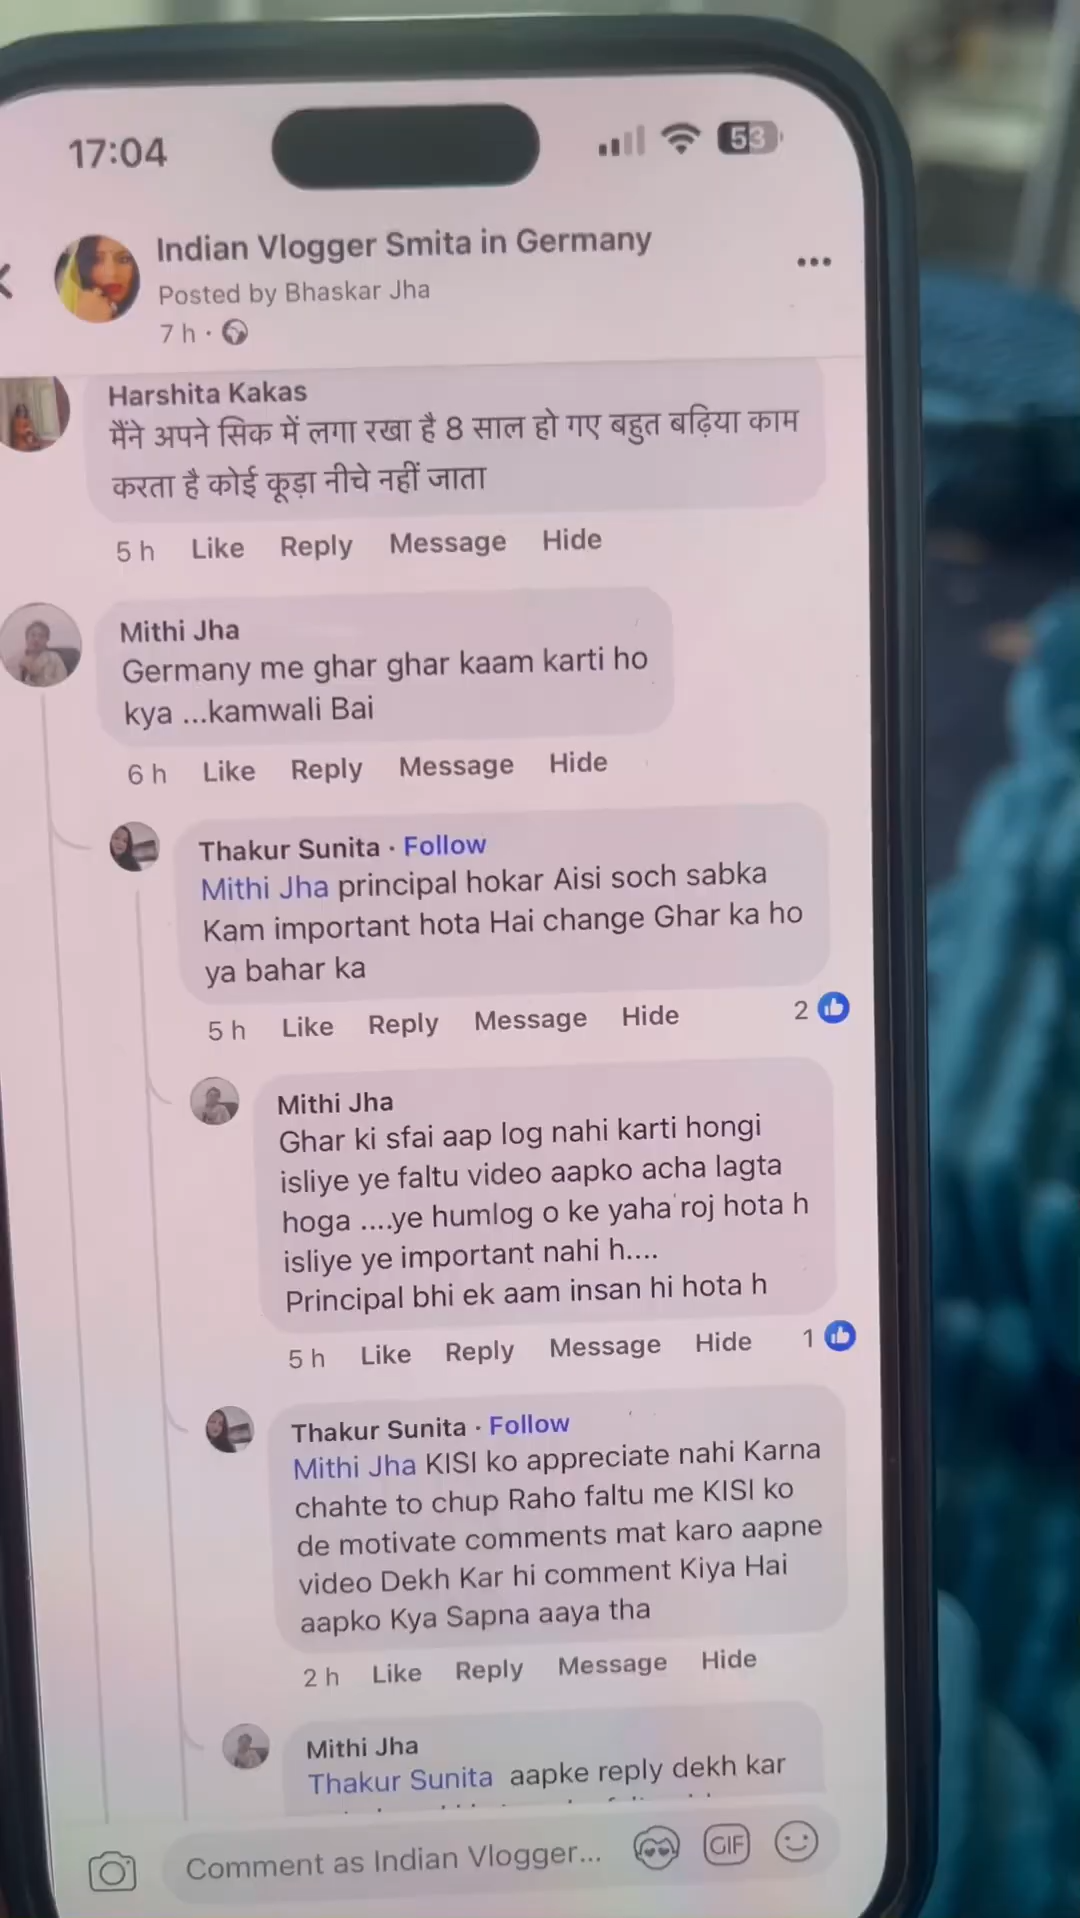 17:04
53
Indian Vlogger Smita in Germany
Posted by Bhaskar Jha
7 h ·
Harshita Kakas
मैंने अपने सिक में लगा रखा है 8 साल हो गए बहुत बढ़िया काम
करता है कोई कूड़ा नीचे नहीं जाता
5 h Like Reply Message Hide
Mithi Jha
Germany me ghar ghar kaam karti ho
kya ...kamwali Bai
6 h Like Reply Message Hide
Thakur Sunita · Follow
Mithi Jha principal hokar Aisi soch sabka
Kam important hota Hai change Ghar ka ho
ya bahar ka
5 h Like Reply Message Hide 2
Mithi Jha
Ghar ki sfai aap log nahi karti hongi
isliye ye faltu video aapko acha lagta
hoga ....ye humlog o ke yaha roj hota h
isliye ye important nahi h....
Principal bhi ek aam insan hi hota h
5 h Like Reply Message Hide 1
Thakur Sunita · Follow
Mithi Jha KISI ko appreciate nahi Karna
chahte to chup Raho faltu me KISI ko
de motivate comments mat karo aapne
video Dekh Kar hi comment Kiya Hai
aapko Kya Sapna aaya tha
2 h Like Reply Message Hide
Mithi Jha
Thakur Sunita aapke reply dekh kar
Comment as Indian Vlogger...
GIF